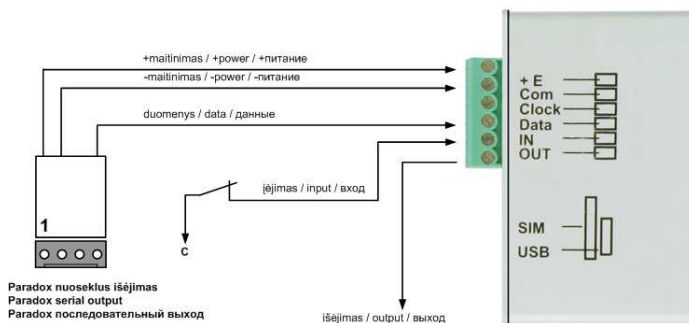 +maitinimas / +power / +питание
-maitinimas / -power / -питание
duomenys / data / данные
įėjimas / input / вход
C
1
Paradox nuoseklus išėjimas
Paradox serial output
Paradox последовательный выход
išėjimas / output / выход
+ E
Com
Clock
Data
IN
OUT
SIM
USB